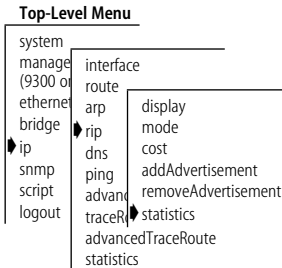 Top-Level Menu
system
manage
(9300 or
ethernet
bridge
ip
snmp
script
logout
interface
route
arp
rip
dns
ping
advanc
traceR
advancedTraceRoute
statistics
display
mode
cost
addAdvertisement
removeAdvertisement
statistics